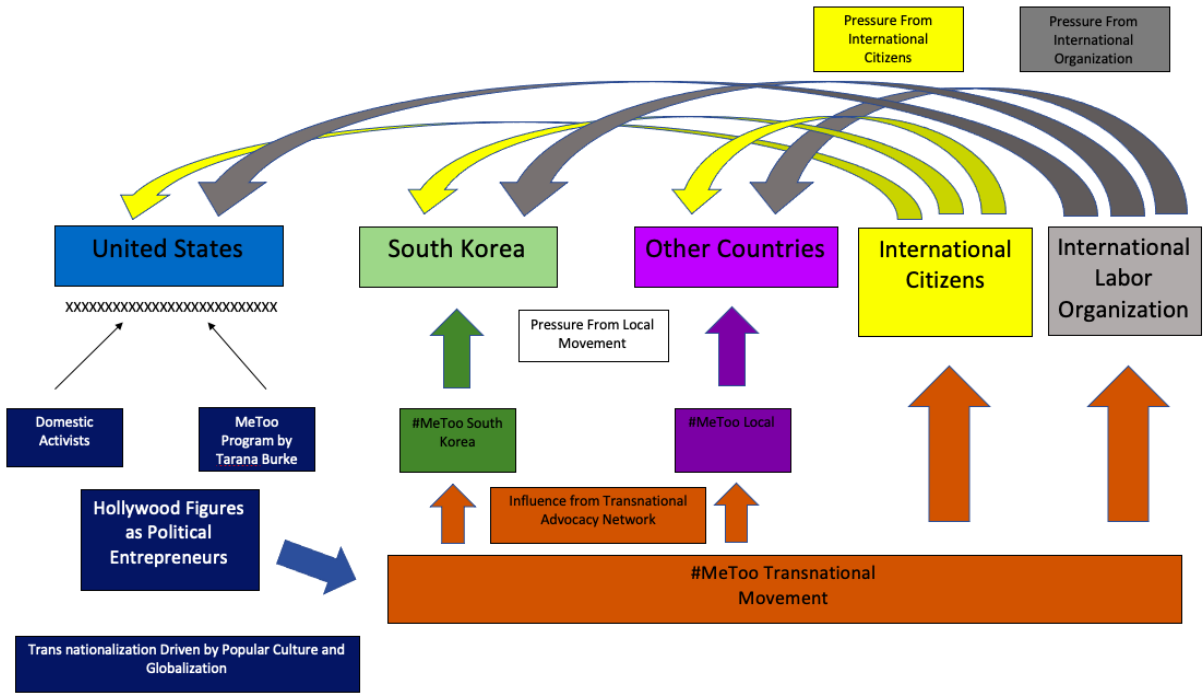 Pressure From
International
Citizens
Pressure From
International
Organization
United States
South Korea
Other Countries
International
Citizens
International
Labor
Organization
XXXXXXXXXXXXXXXXXXXXXXXXXXX
Pressure From Local
Movement
Domestic
Activists
MeToo
Program by
Tarana Burke
#MeToo South
Korea
#MeToo Local
Hollywood Figures
as Political
Entrepreneurs
Influence from Transnational
Advocacy Network
#MeToo Transnational
Movement
Trans nationalization Driven by Popular Culture and
Globalization